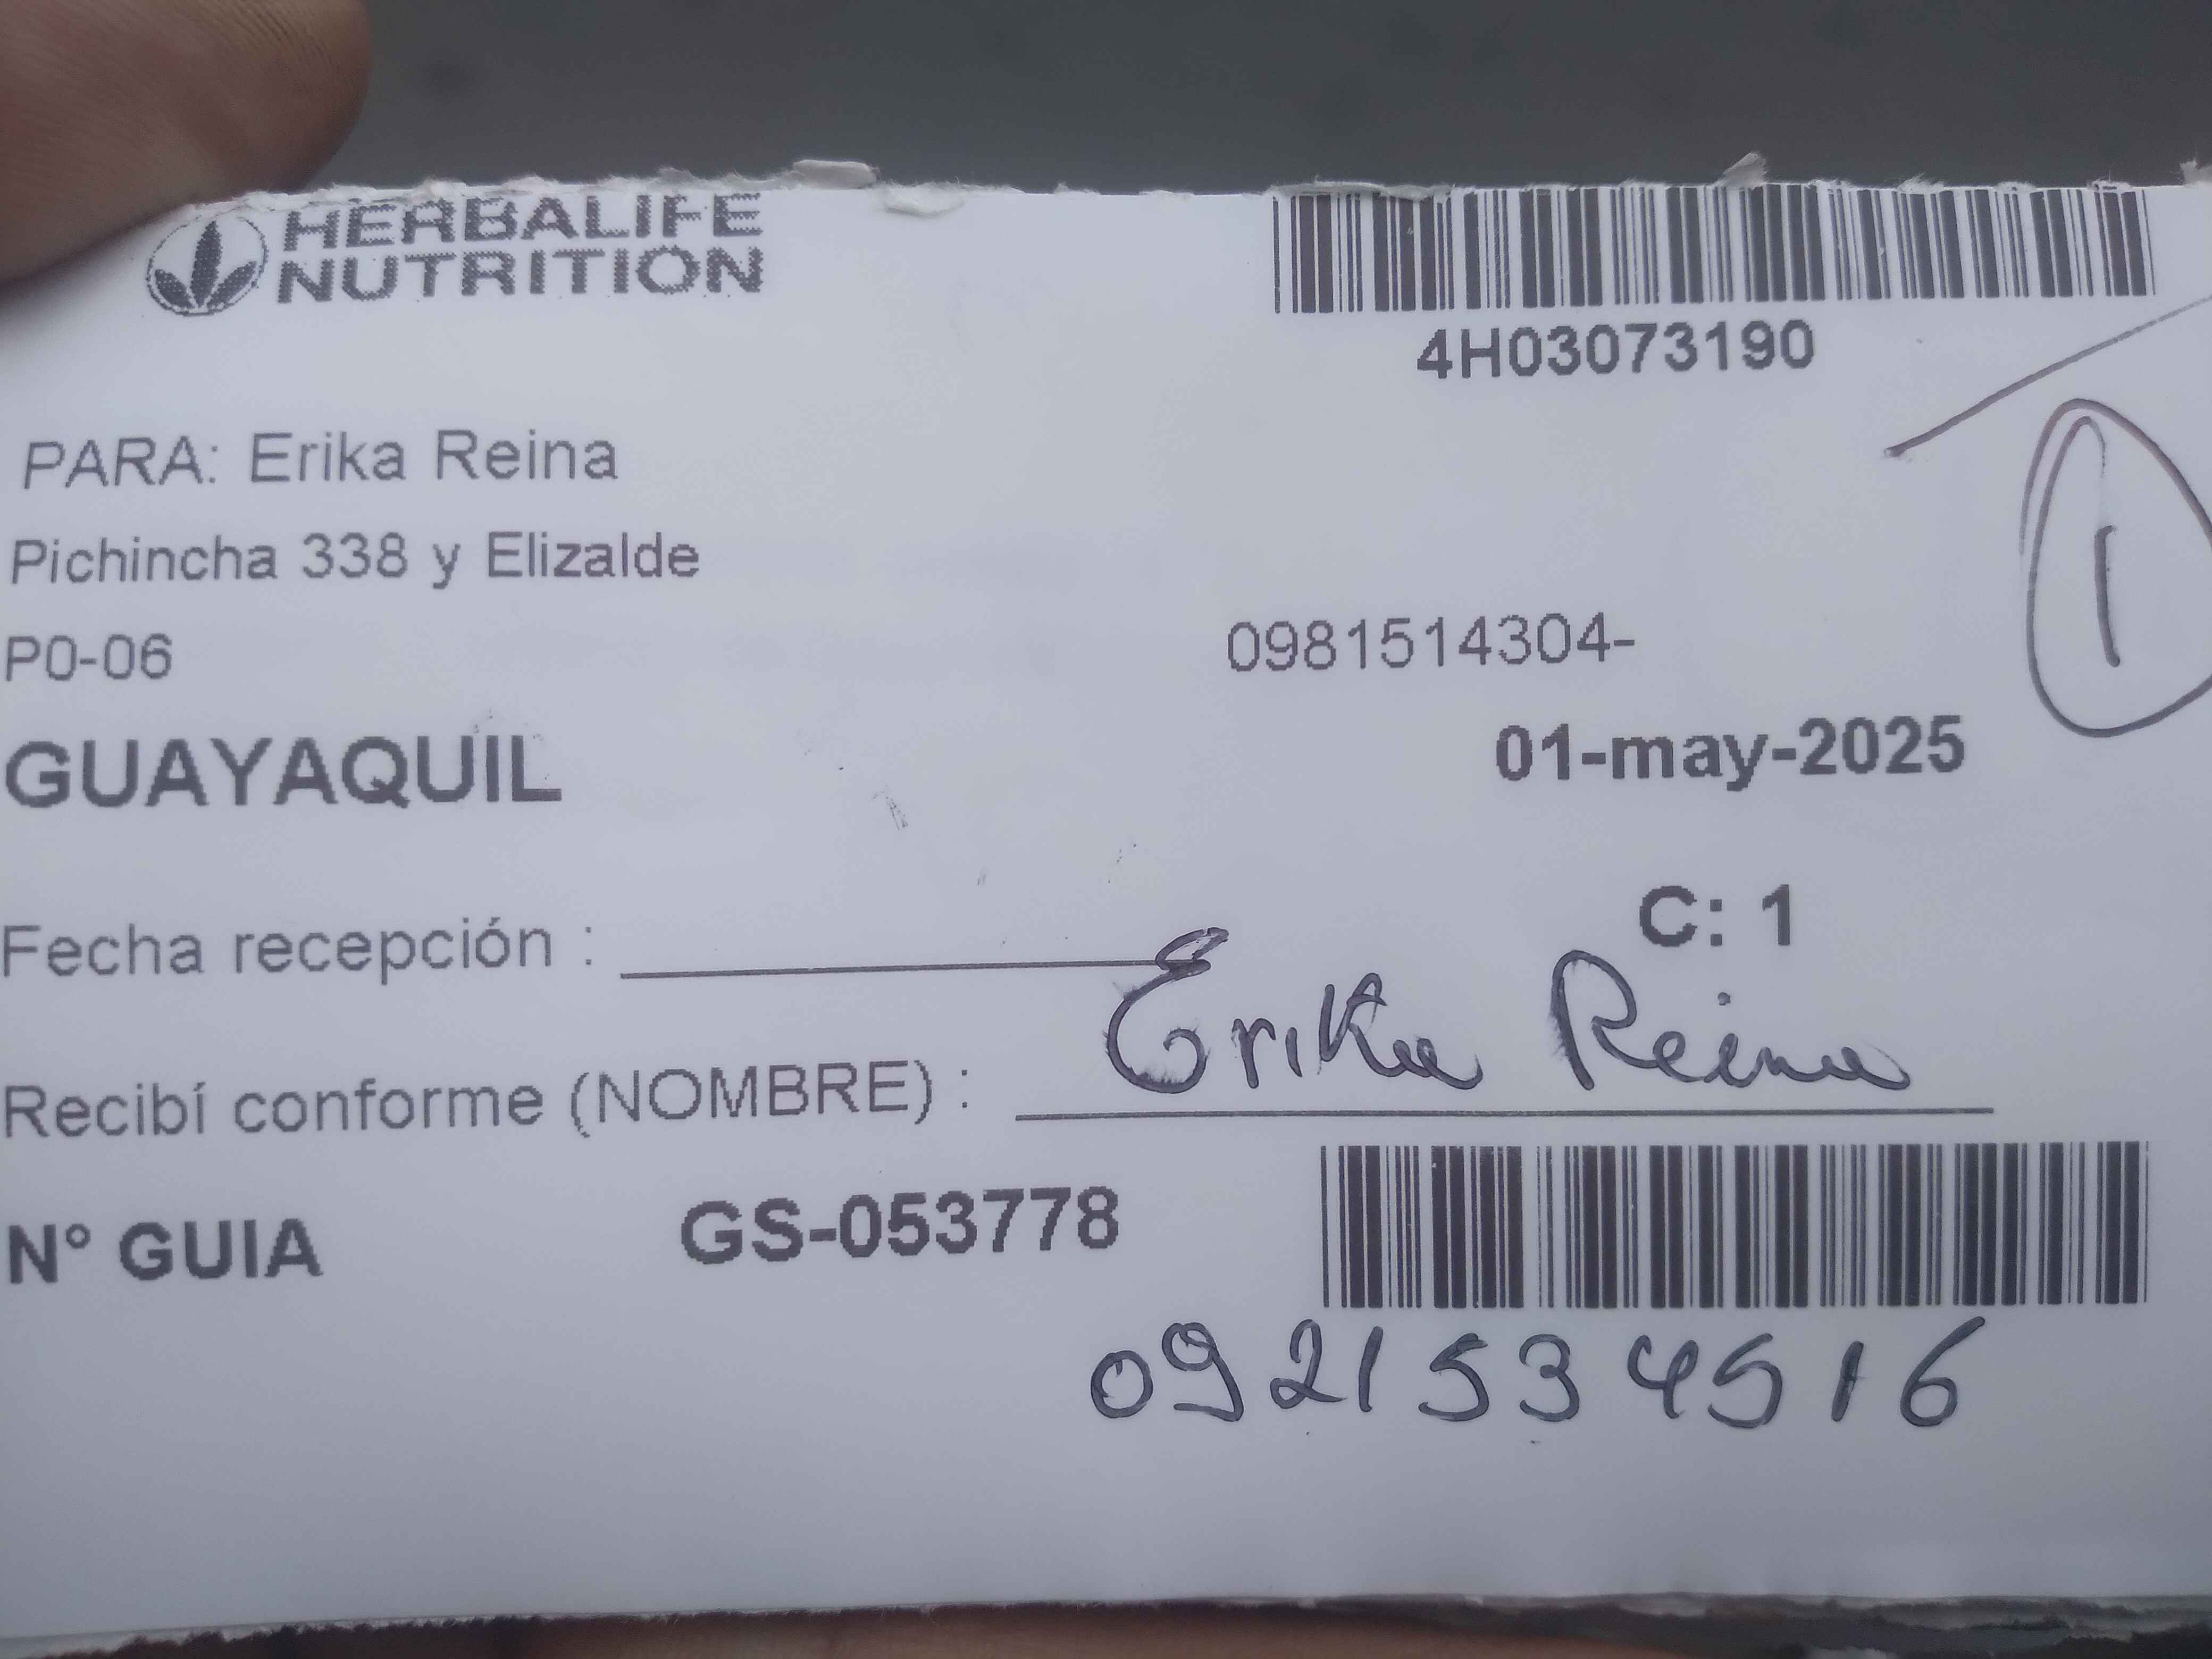 HERBALIFE
NUTRITION
4H03073190
PARA: Erika Reina
Pichincha 338 y Elizalde
P0-06
0981514304-
1
GUAYAQUIL
01-may-2025
C: 1
Fecha recepción :
Recibí conforme (NOMBRE) : Erika Reina
N° GUIA GS-053778
0921534516